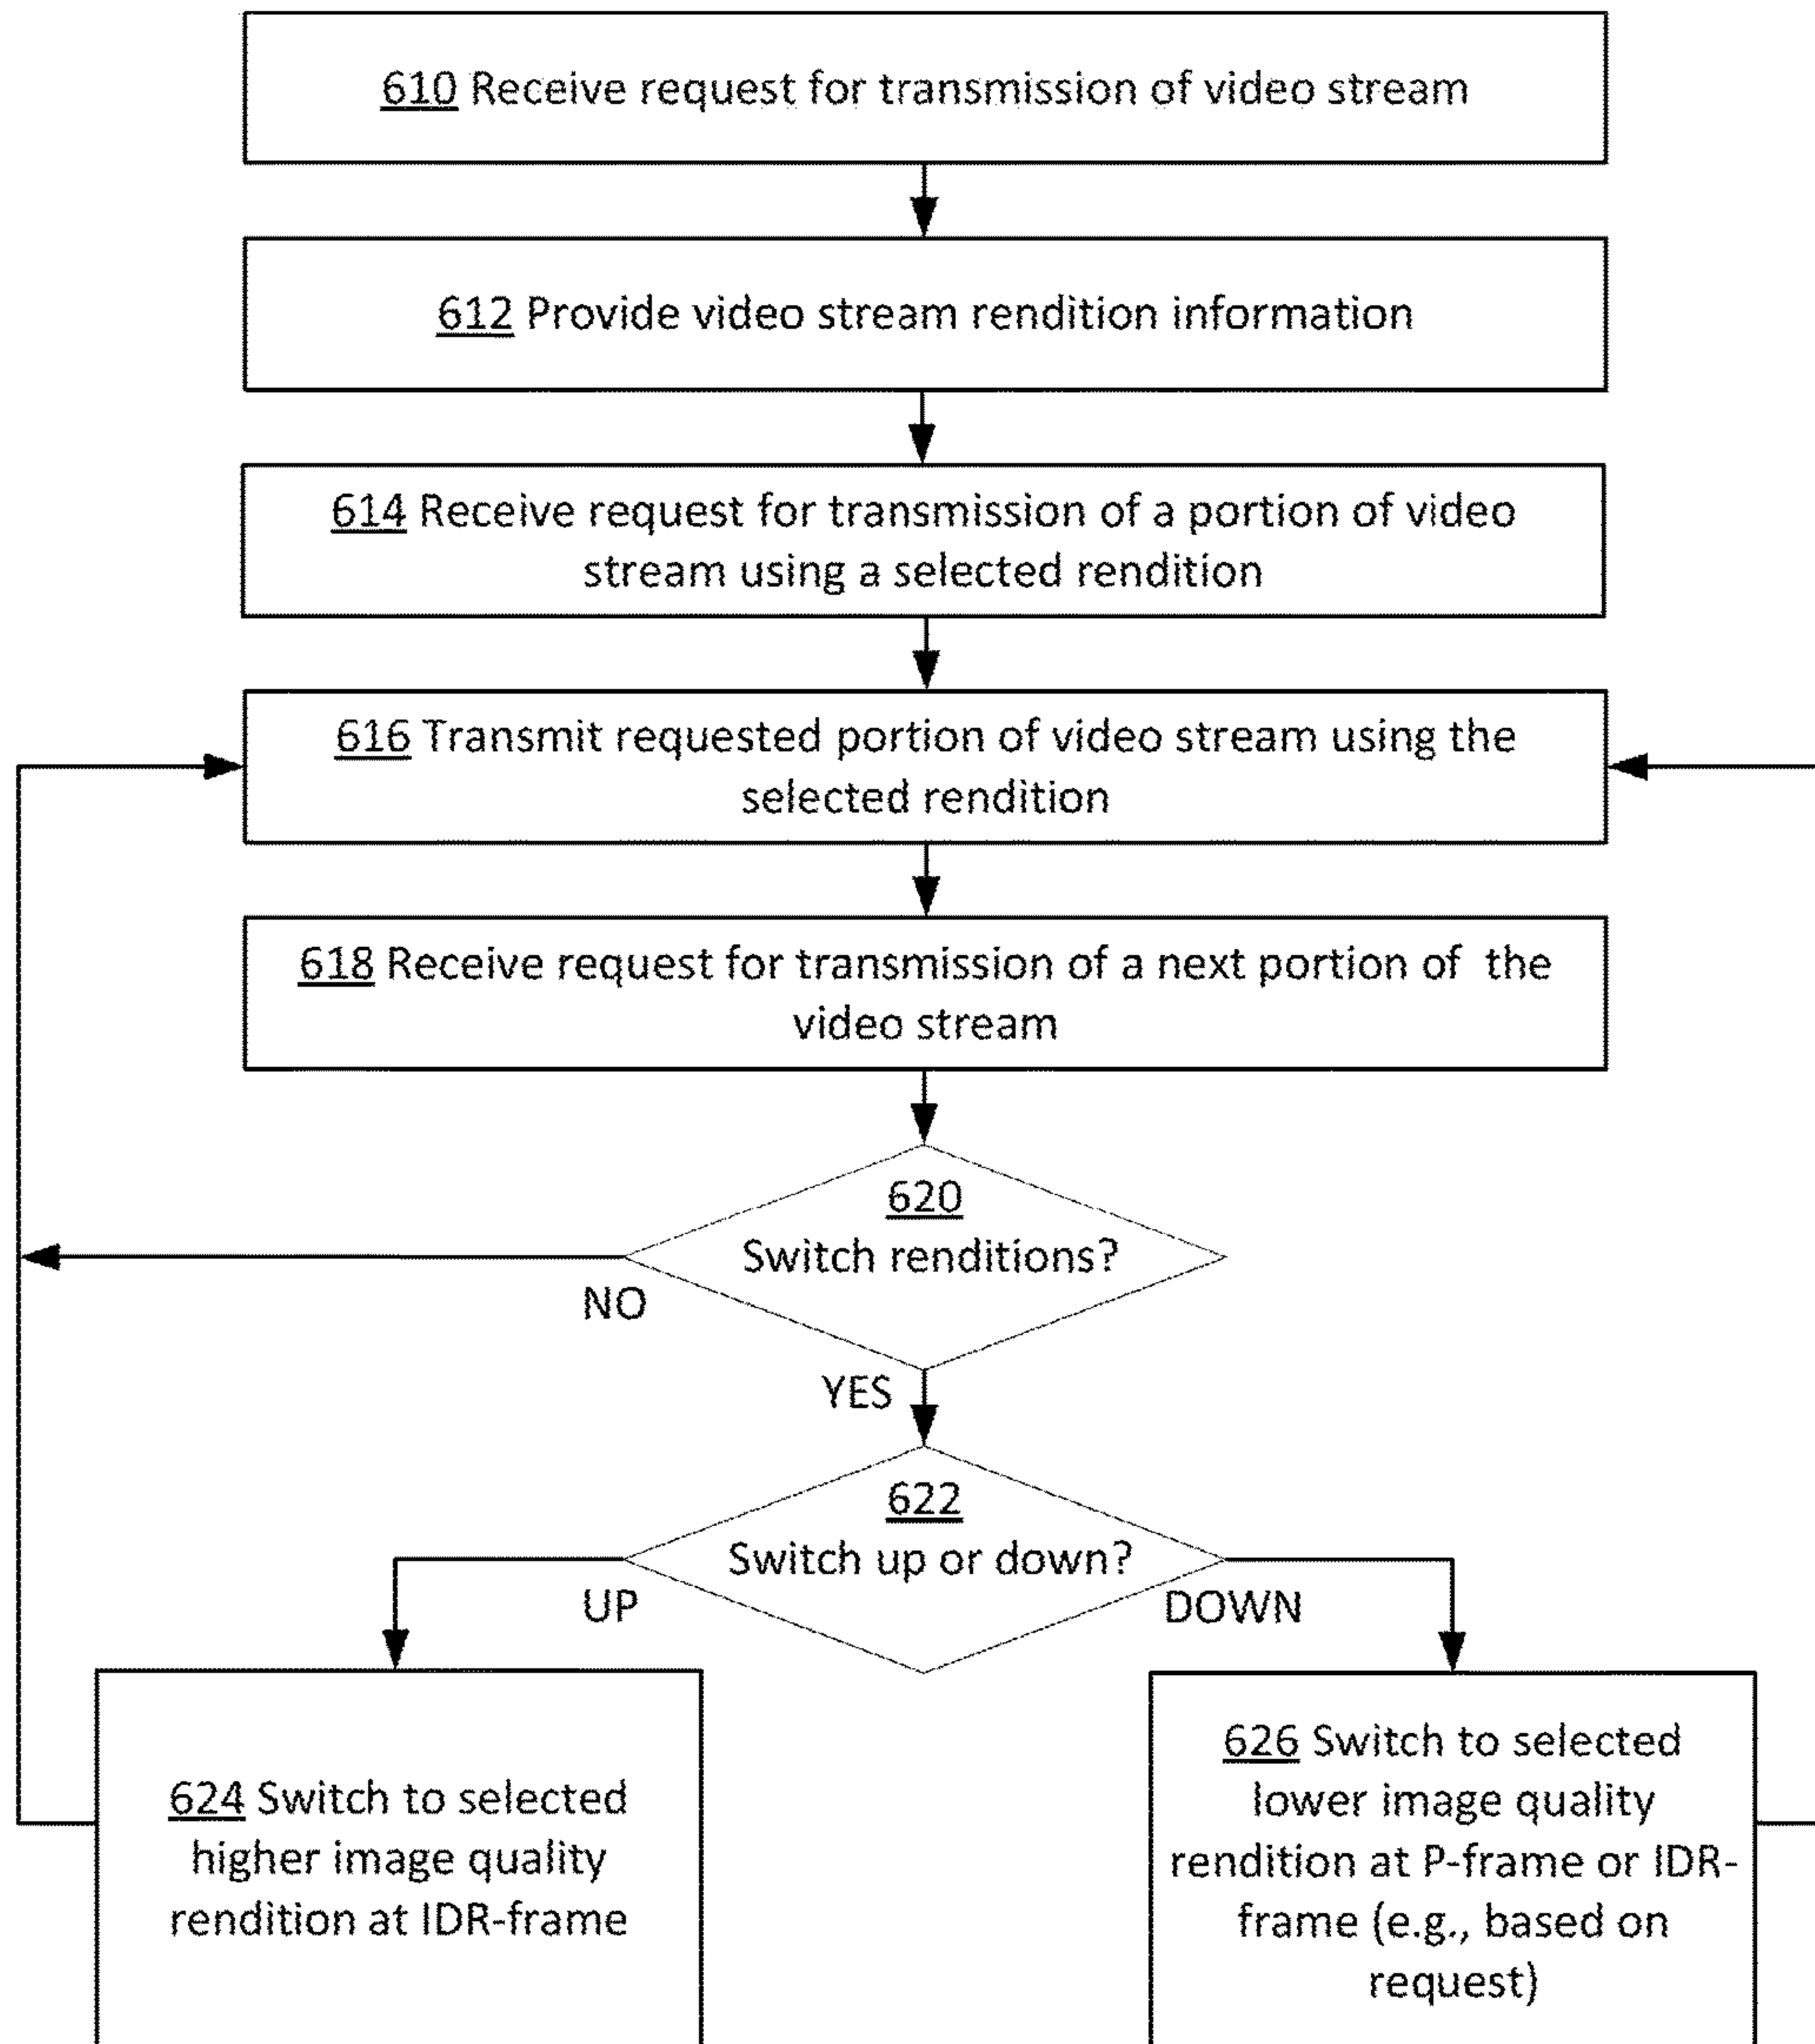 610 Receive request for transmission of video stream
612 Provide video stream rendition information
614 Receive request for transmission of a portion of video
stream using a selected rendition
616 Transmit requested portion of video stream using the
selected rendition
618 Receive request for transmission of a next portion of the
video stream
620
Switch renditions?
NO
YES
622
Switch up or down?
UP
DOWN
624 Switch to selected
higher image quality
rendition at IDR-frame
626 Switch to selected
lower image quality
rendition at P-frame or IDR-
frame (e.g., based on
request)